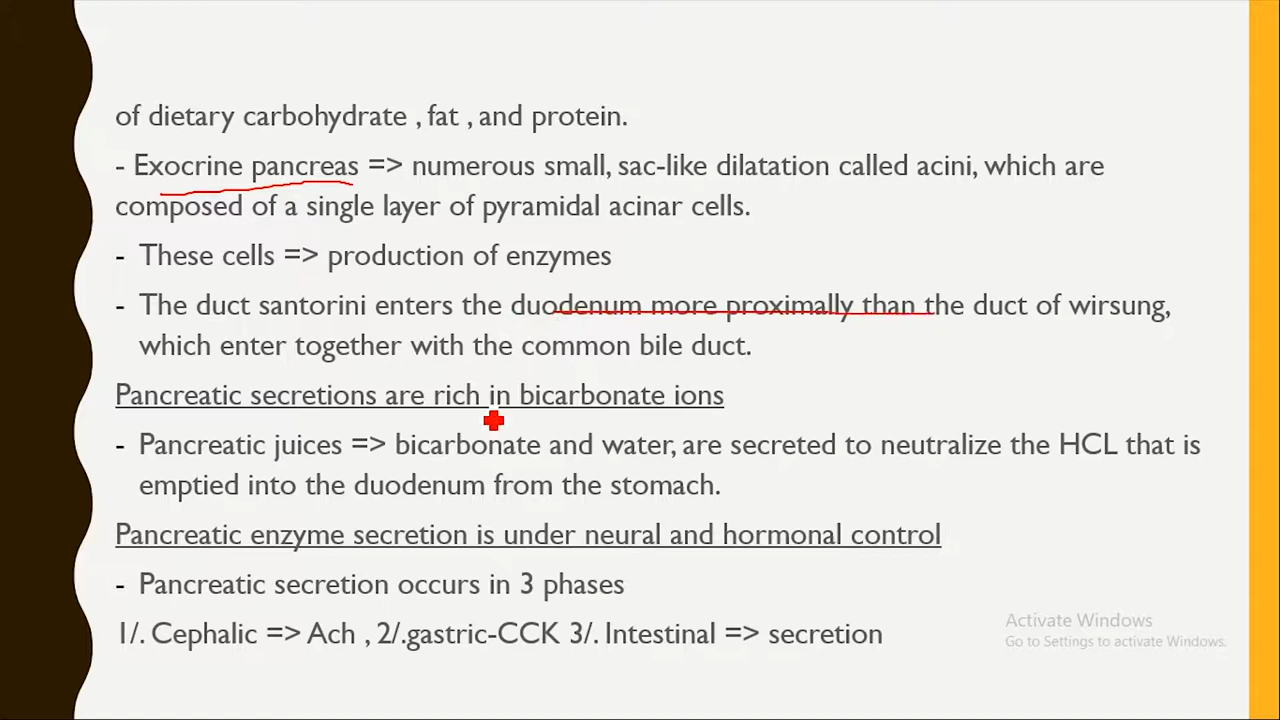 of dietary carbohydrate , fat , and protein.
- Exocrine pancreas => numerous small, sac-like dilatation called acini, which are
composed of a single layer of pyramidal acinar cells.
- These cells => production of enzymes
- The duct santorini enters the duodenum more proximally than the duct of wirsung,
which enter together with the common bile duct.
Pancreatic secretions are rich in bicarbonate ions
- Pancreatic juices => bicarbonate and water, are secreted to neutralize the HCL that is
emptied into the duodenum from the stomach.
Pancreatic enzyme secretion is under neural and hormonal control
- Pancreatic secretion occurs in 3 phases
1/. Cephalic => Ach , 2/.gastric-CCK 3/. Intestinal => secretion
Activate Windows
Go to Settings to activate Windows.